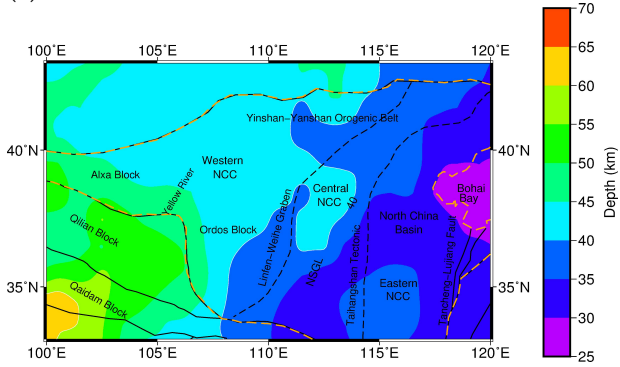 100°E 105°E 110°E 115°E 120°E
70
65
60
55
50
45
40
35
30
25
Depth (km)
40°N 40°N
35°N 35°N
Yinshan–Yanshan Orogenic Belt
Western
NCC
Alxa Block
Yellow River
Central
NCC
40
Bohai
Bay
Qilian Block
Ordos Block
Linfen–Weihe Graben
North China
Basin
NSGL
Taihangshan Tectonic
Tancheng–Lujiang Fault
Qaidam Block
Eastern
NCC
100°E 105°E 110°E 115°E 120°E